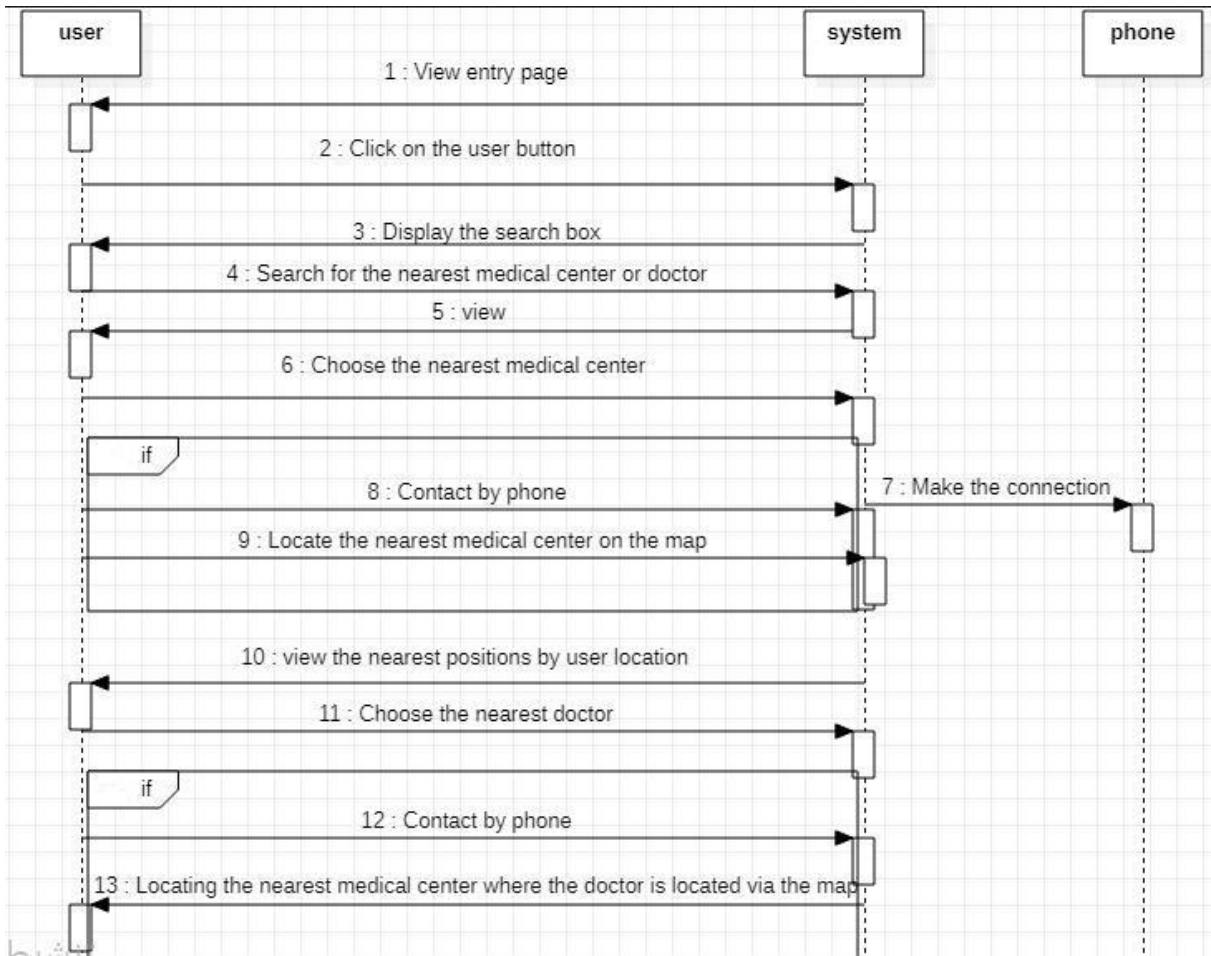 user
system
phone
1 : View entry page
2 : Click on the user button
3 : Display the search box
4 : Search for the nearest medical center or doctor
5 : view
6 : Choose the nearest medical center
if
7 : Make the connection
8 : Contact by phone
9 : Locate the nearest medical center on the map
10 : view the nearest positions by user location
11 : Choose the nearest doctor
if
12 : Contact by phone
13 : Locating the nearest medical center where the doctor is located via the map